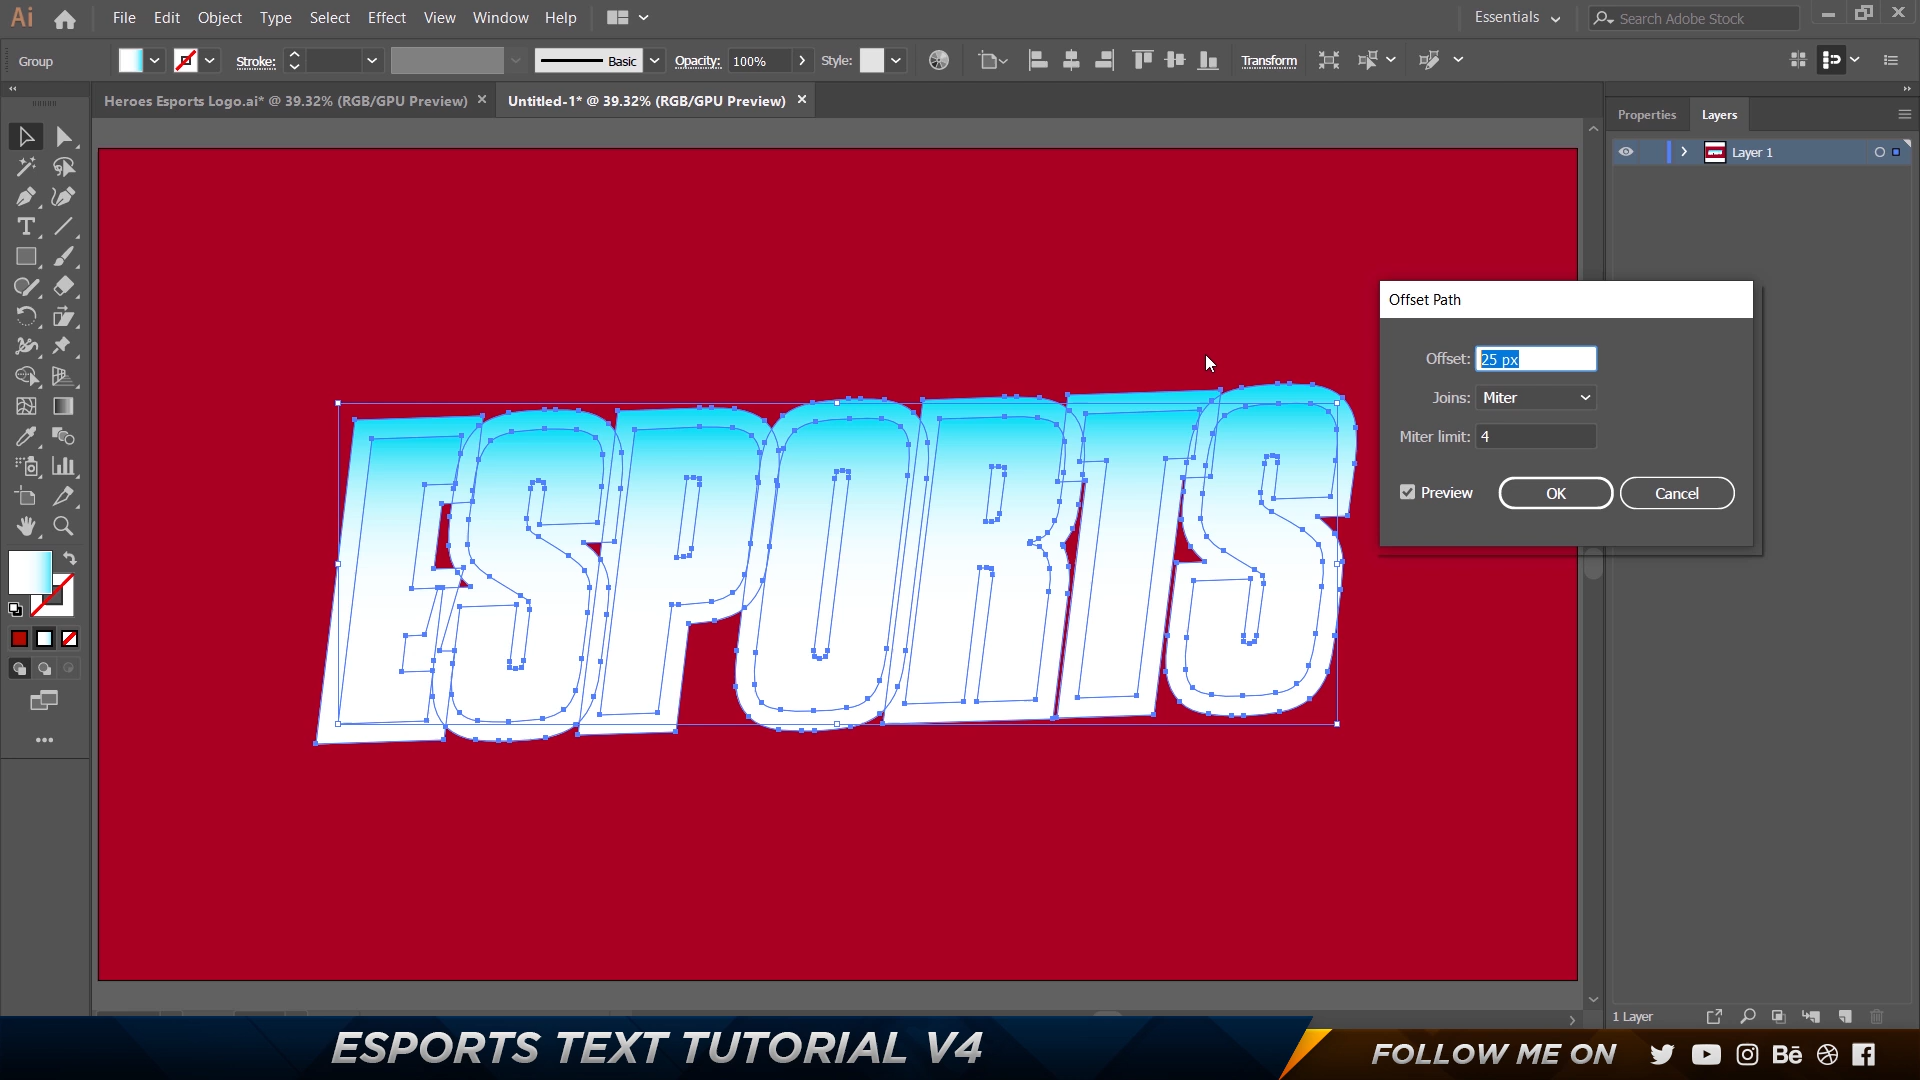 Ai File Edit Object Type Select Effect View Window Help Essentials Search Adobe Stock
Group Stroke: Basic Opacity: 100% Style: Transform
Heroes Esports Logo.ai* @ 39.32% (RGB/GPU Preview) Untitled-1* @ 39.32% (RGB/GPU Preview)
Properties Layers
Layer 1
Offset Path
Offset: 25 px
Joins: Miter
Miter limit: 4
Preview OK Cancel
ESPORTS
1 Layer
ESPORTS TEXT TUTORIAL V4
FOLLOW ME ON Bē